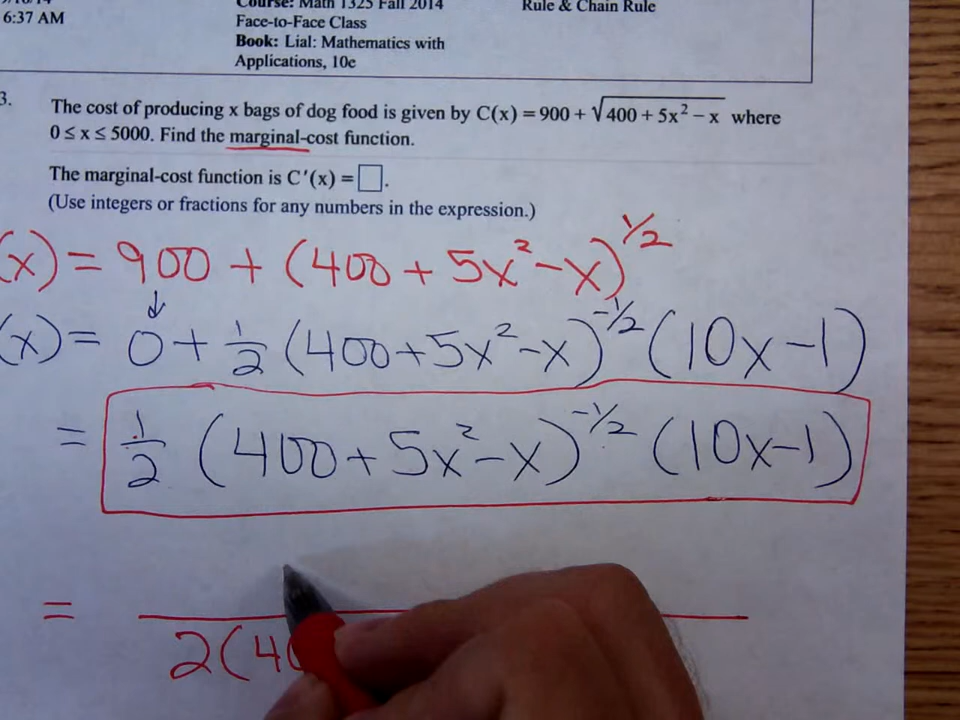 6:37 AM
Course: Math 1325 Fall 2014
Face-to-Face Class
Book: Lial: Mathematics with
Applications, 10e
Rule & Chain Rule
3. The cost of producing x bags of dog food is given by C(x) = 900 + √(400 + 5x² − x) where
0 ≤ x ≤ 5000. Find the marginal-cost function.
The marginal-cost function is C′(x) = □.
(Use integers or fractions for any numbers in the expression.)
(x) = 900 + (400 + 5x² − x)^1/2
(x) = 0 + 1/2 (400 + 5x² − x)^−1/2 (10x − 1)
= 1/2 (400 + 5x² − x)^−1/2 (10x − 1)
=
2(40